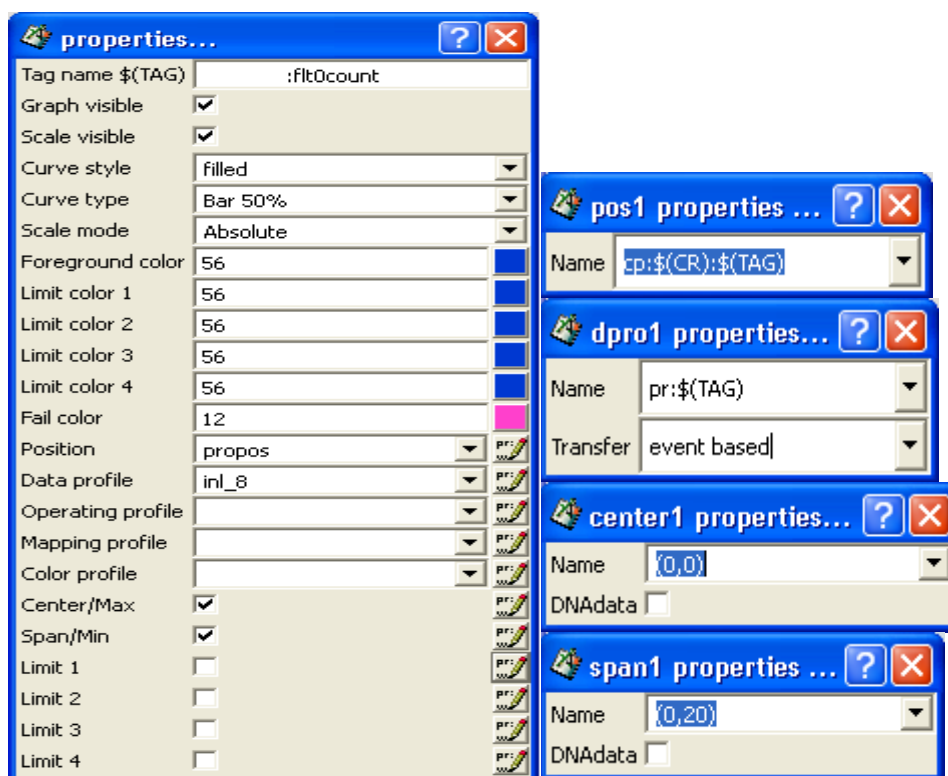 properties...
Tag name $(TAG) :flt0count
Graph visible
Scale visible
Curve style filled
Curve type Bar 50%
Scale mode Absolute
Foreground color 56
Limit color 1 56
Limit color 2 56
Limit color 3 56
Limit color 4 56
Fail color 12
Position propos
Data profile inl_8
Operating profile
Mapping profile
Color profile
Center/Max
Span/Min
Limit 1
Limit 2
Limit 3
Limit 4
pos1 properties ...
Name cp:$(CR):$(TAG)
dpro1 properties...
Name pr:$(TAG)
Transfer event based
center1 properties...
Name (0,0)
DNAdata
span1 properties ...
Name (0,20)
DNAdata